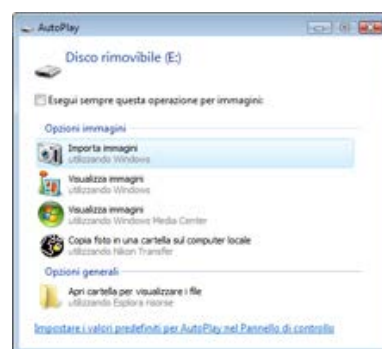 AutoPlay
Disco rimovibile (E:)
Esegui sempre questa operazione per immagini:
Opzioni immagini
Importa immagini
utilizzando Windows
Visualizza immagini
utilizzando Windows
Visualizza immagini
utilizzando Windows Media Center
Copia foto in una cartella sul computer locale
utilizzando Nikon Transfer
Opzioni generali
Apri cartella per visualizzare i file
utilizzando Esplora risorse
Impostare i valori predefiniti per AutoPlay nel Pannello di controllo